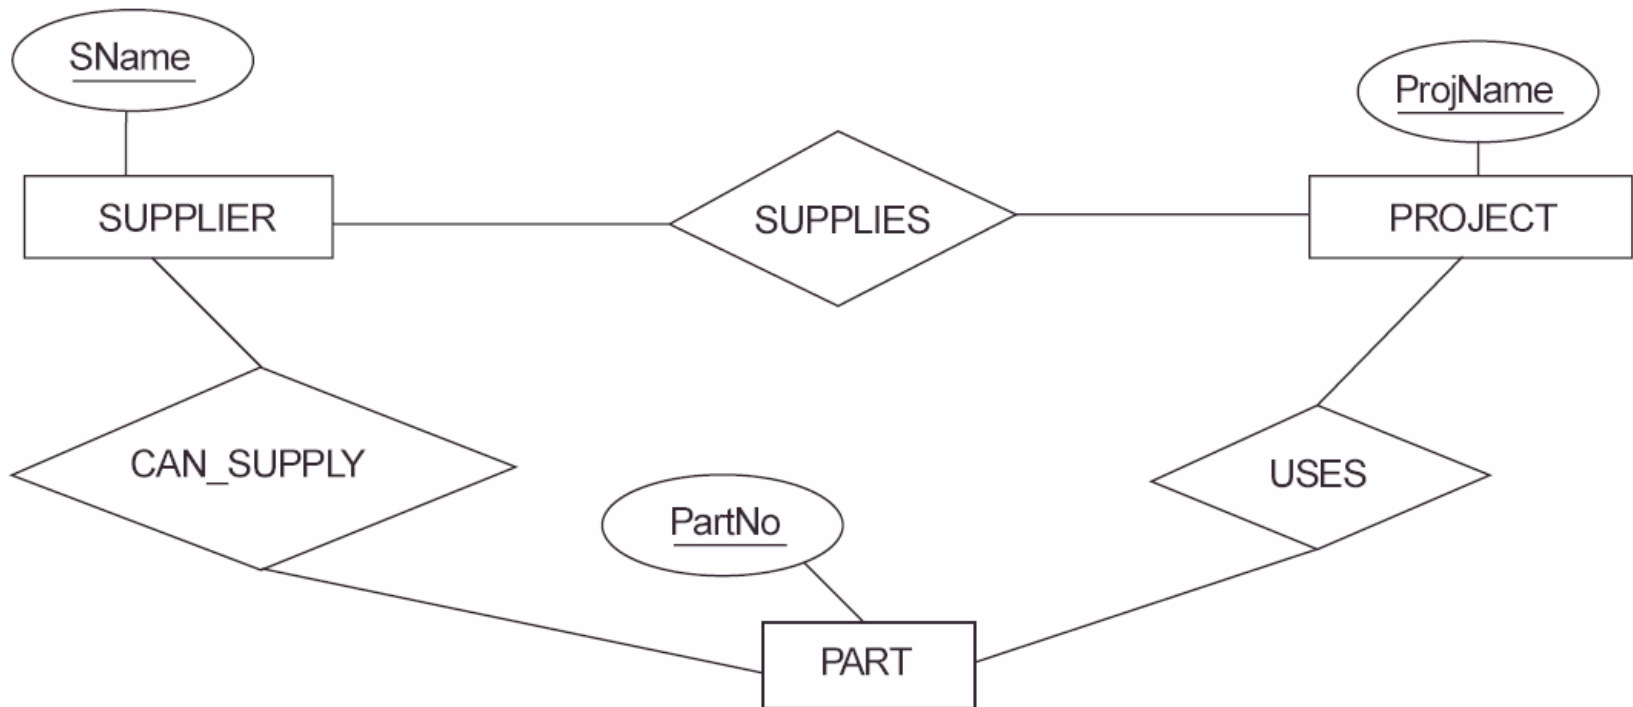 SName
ProjName
SUPPLIER
SUPPLIES
PROJECT
CAN_SUPPLY
USES
PartNo
PART